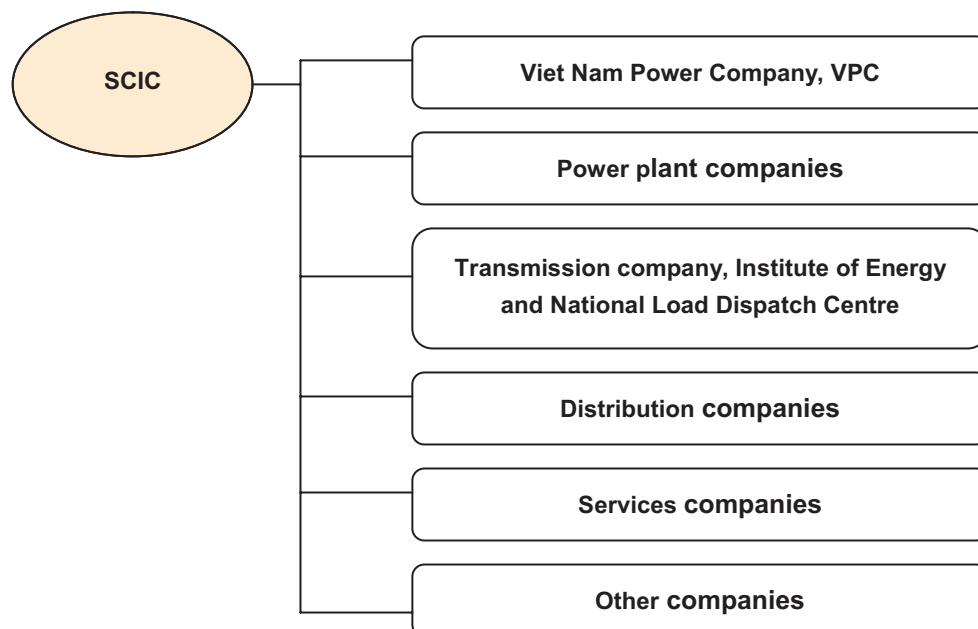 SCIC
Viet Nam Power Company, VPC
Power plant companies
Transmission company, Institute of Energy
and National Load Dispatch Centre
Distribution companies
Services companies
Other companies